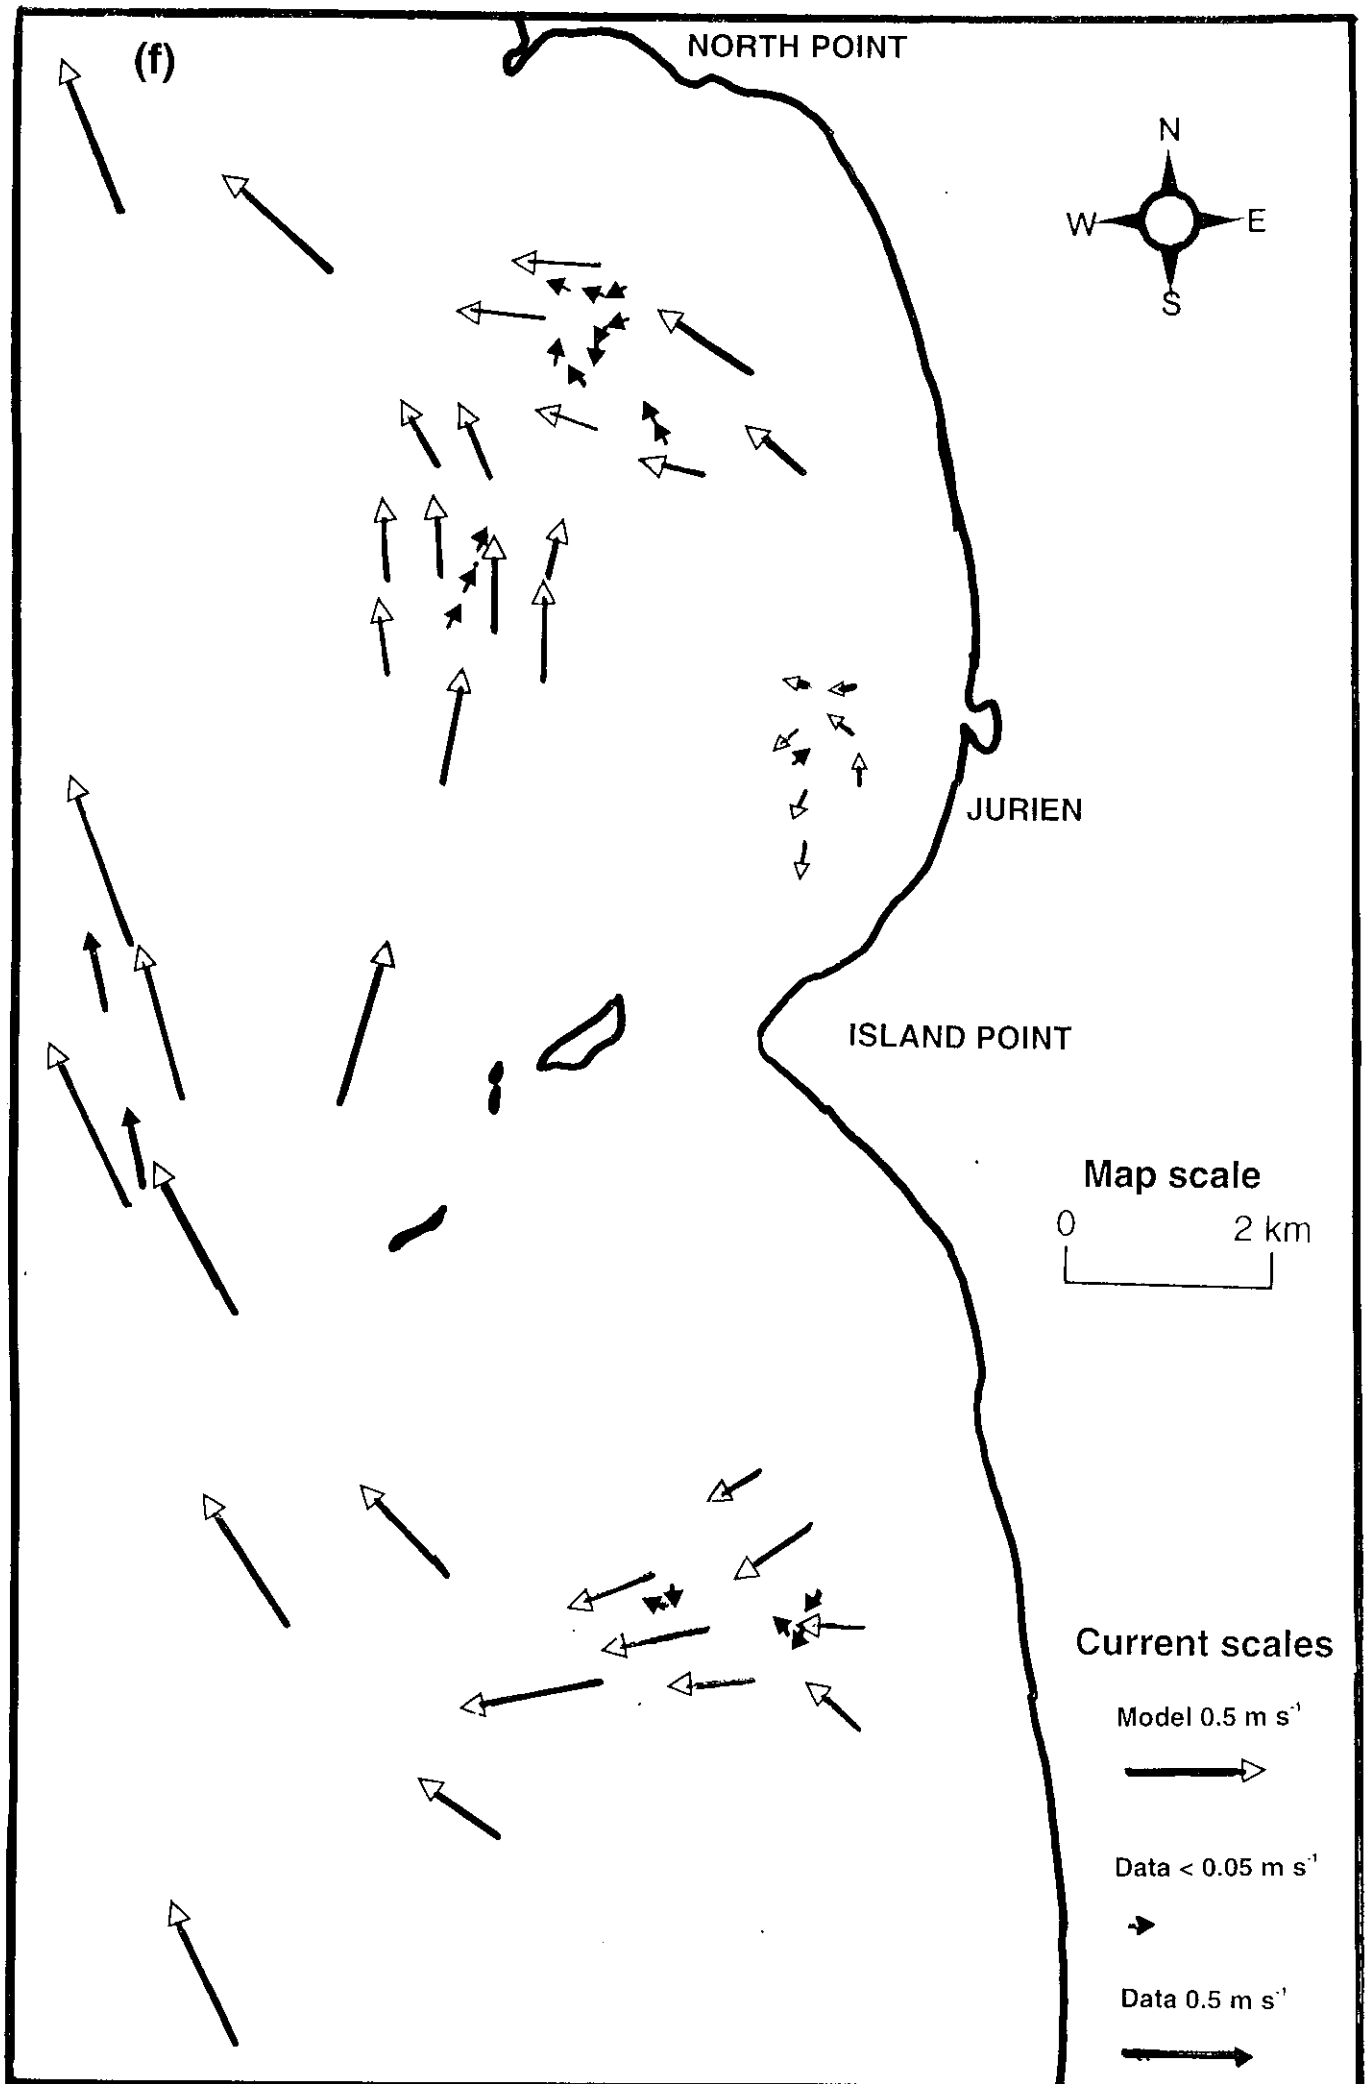 (f)
NORTH POINT
N
W E
S
JURIEN
ISLAND POINT
Map scale
0 2 km
Current scales
Model 0.5 m s⁻¹
Data < 0.05 m s⁻¹
Data 0.5 m s⁻¹